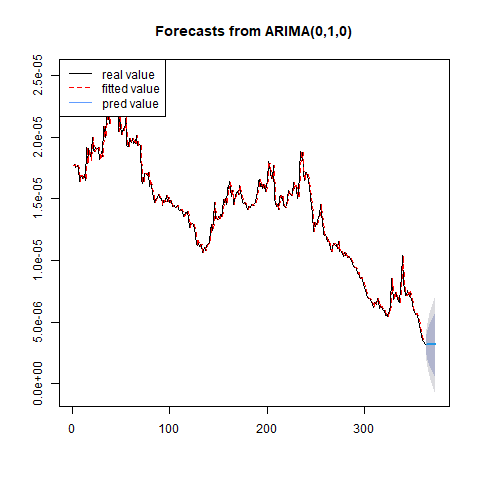 Forecasts from ARIMA(0,1,0)
real value
fitted value
pred value
2.5e-05
2.0e-05
1.5e-05
1.0e-05
5.0e-06
0.0e+00
0
100
200
300